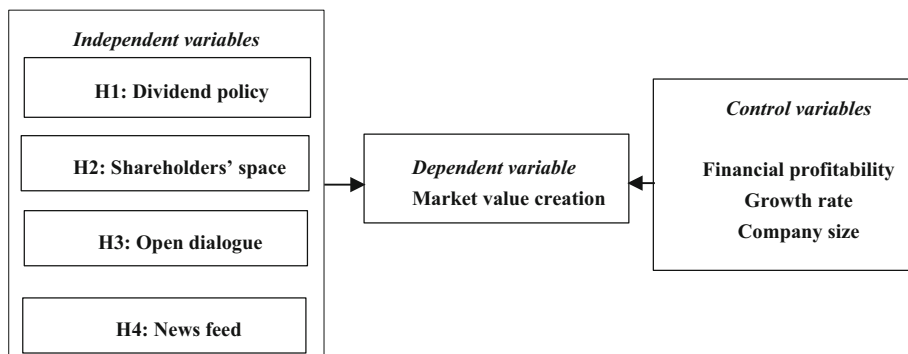 Independent variables
H1: Dividend policy
H2: Shareholders' space
H3: Open dialogue
H4: News feed
Dependent variable
Market value creation
Control variables
Financial profitability
Growth rate
Company size